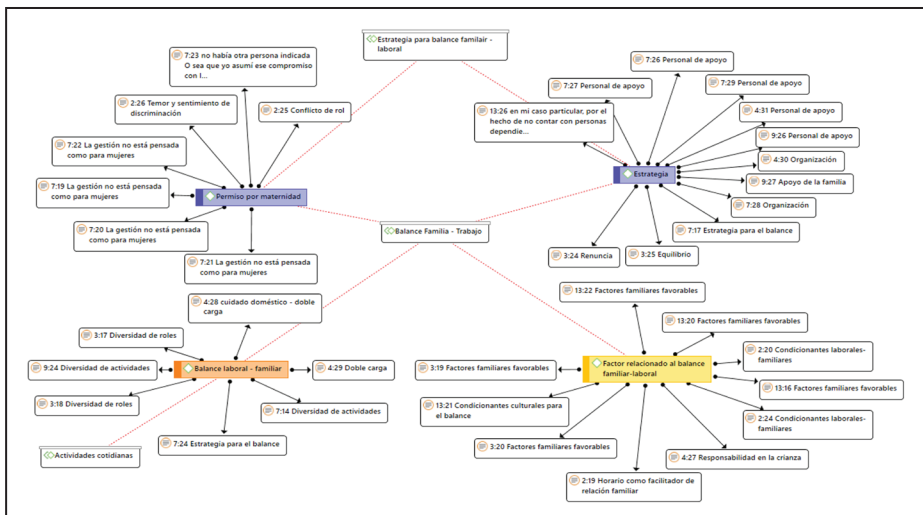 Estrategia para balance familair -
laboral
7:23 no había otra persona indicada
O sea que yo asumí ese compromiso
con l...
2:26 Temor y sentimiento de
discriminación
2:25 Conflicto de rol
7:22 La gestión no está pensada
como para mujeres
7:19 La gestión no está pensada
como para mujeres
Permiso por maternidad
7:20 La gestión no está pensada
como para mujeres
7:21 La gestión no está pensada
como para mujeres
7:26 Personal de apoyo
7:27 Personal de apoyo
7:29 Personal de apoyo
13:26 en mi caso particular, por el
hecho de no contar con personas
dependie...
4:31 Personal de apoyo
9:26 Personal de apoyo
4:30 Organización
Estrategia
9:27 Apoyo de la familia
7:28 Organización
7:17 Estrategia para el balance
3:24 Renuncia
3:25 Equilibrio
Balance Familia - Trabajo
4:28 cuidado doméstico - doble
carga
3:17 Diversidad de roles
9:24 Diversidad de actividades
Balance laboral - familiar
4:29 Doble carga
3:18 Diversidad de roles
7:14 Diversidad de actividades
7:24 Estrategia para el balance
Actividades cotidianas
13:22 Factores familiares favorables
13:20 Factores familiares favorables
2:20 Condicionantes laborales-
familiares
3:19 Factores familiares favorables
Factor relacionado al balance
familiar-laboral
13:16 Factores familiares favorables
13:21 Condicionantes culturales para
el balance
2:24 Condicionantes laborales-
familiares
3:20 Factores familiares favorables
4:27 Responsabilidad en la crianza
2:19 Horario como facilitador de
relación familiar